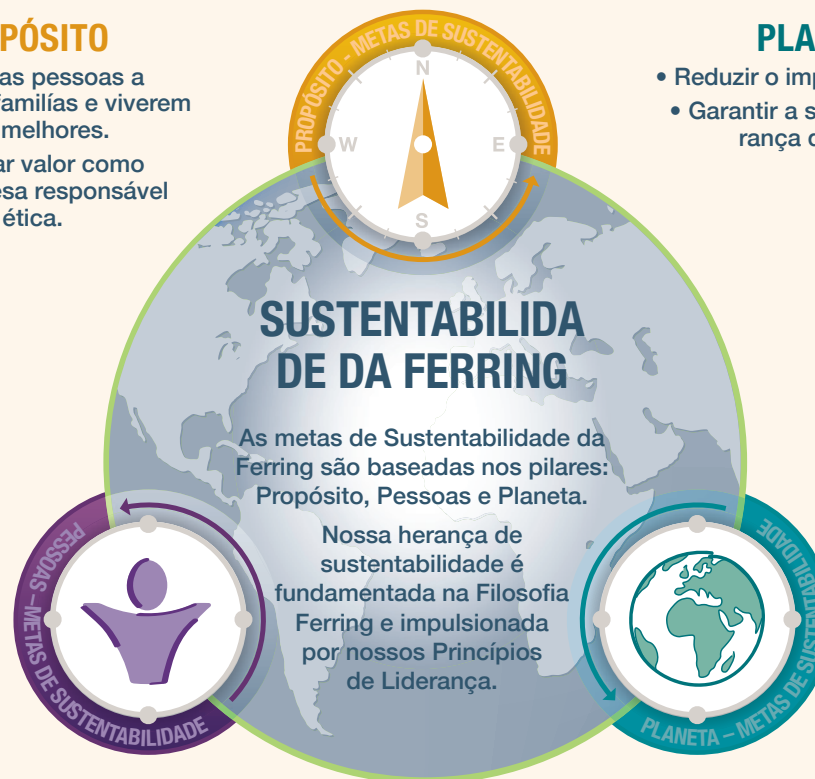 PÓSITO
as pessoas a
famílias e viverem
melhores.
ar valor como
esa responsável
ética.
PROPÓSITO - METAS DE SUSTENTABILIDADE
N
W
E
S
PLA
• Reduzir o imp
• Garantir a s
rança d
SUSTENTABILIDA
DE DA FERRING
As metas de Sustentabilidade da
Ferring são baseadas nos pilares:
Propósito, Pessoas e Planeta.
Nossa herança de
sustentabilidade é
fundamentada na Filosofia
Ferring e impulsionada
por nossos Princípios
de Liderança.
PESSOAS – METAS DE SUSTENTABILIDADE
PLANETA – METAS DE SUSTENTABILIDADE